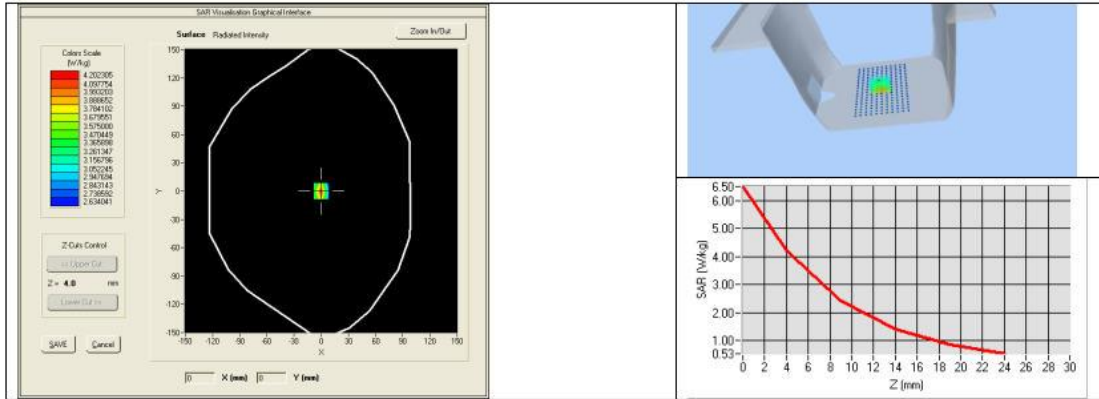 SAR Visualisation Graphical Interface
Surface Radiated Intensity
Zoom In/Out
Colors Scale
(W/kg)
4.202305
4.097754
3.993203
3.888652
3.784102
3.679551
3.575000
3.470449
3.365898
3.261347
3.156796
3.052245
2.947694
2.843143
2.738592
2.634041
Z-Cuts Control
<< Upper Cut
Z = 4.0 mm
Lower Cut >>
SAVE Cancel
150
120
90
60
30
0
-30
-60
-90
-120
-150
Y
-150 -120 -90 -60 -30 0 30 60 90 120 150
X
0 X (mm) 0 Y (mm)
6.50
6.00
5.00
4.00
3.00
2.00
1.00
0.53
SAR (W/kg)
0 2 4 6 8 10 12 14 16 18 20 22 24 26 28 30
Z (mm)